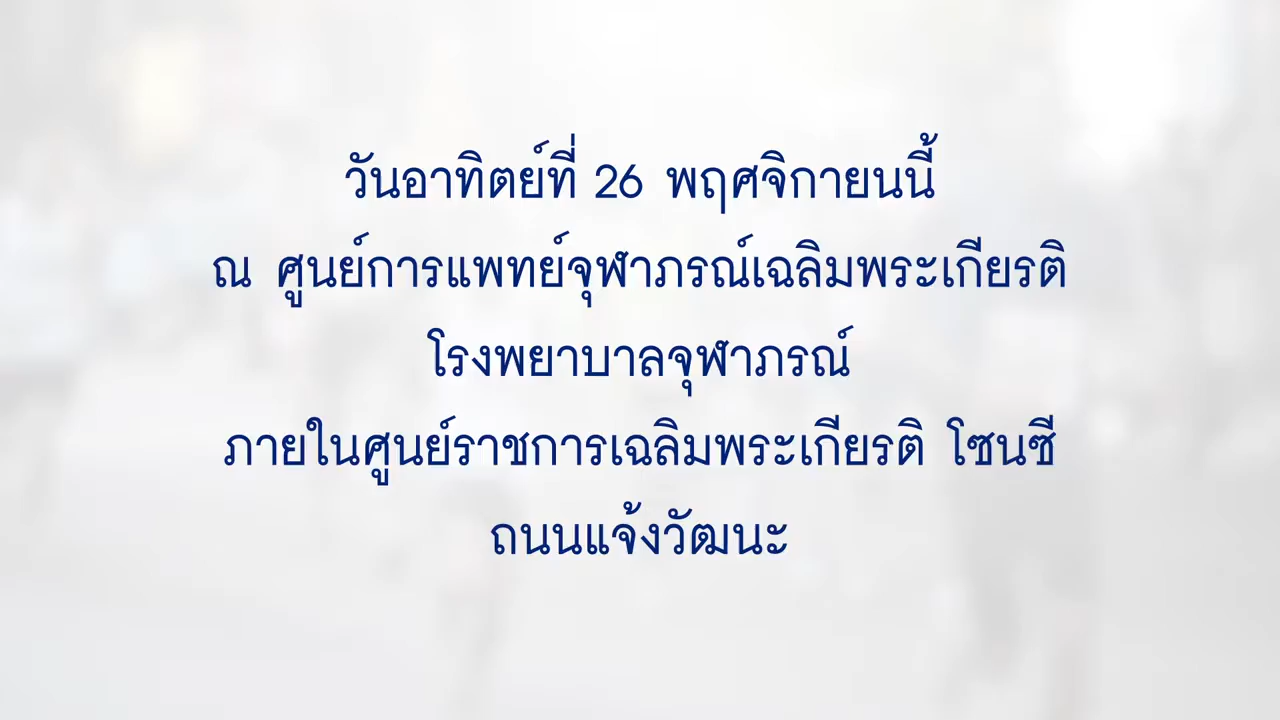 วันอาทิตย์ที่ 26 พฤศจิกายนนี้
ณ ศูนย์การแพทย์จุฬาภรณ์เฉลิมพระเกียรติ
โรงพยาบาลจุฬาภรณ์
ภายในศูนย์ราชการเฉลิมพระเกียรติ โซนซี
ถนนแจ้งวัฒนะ